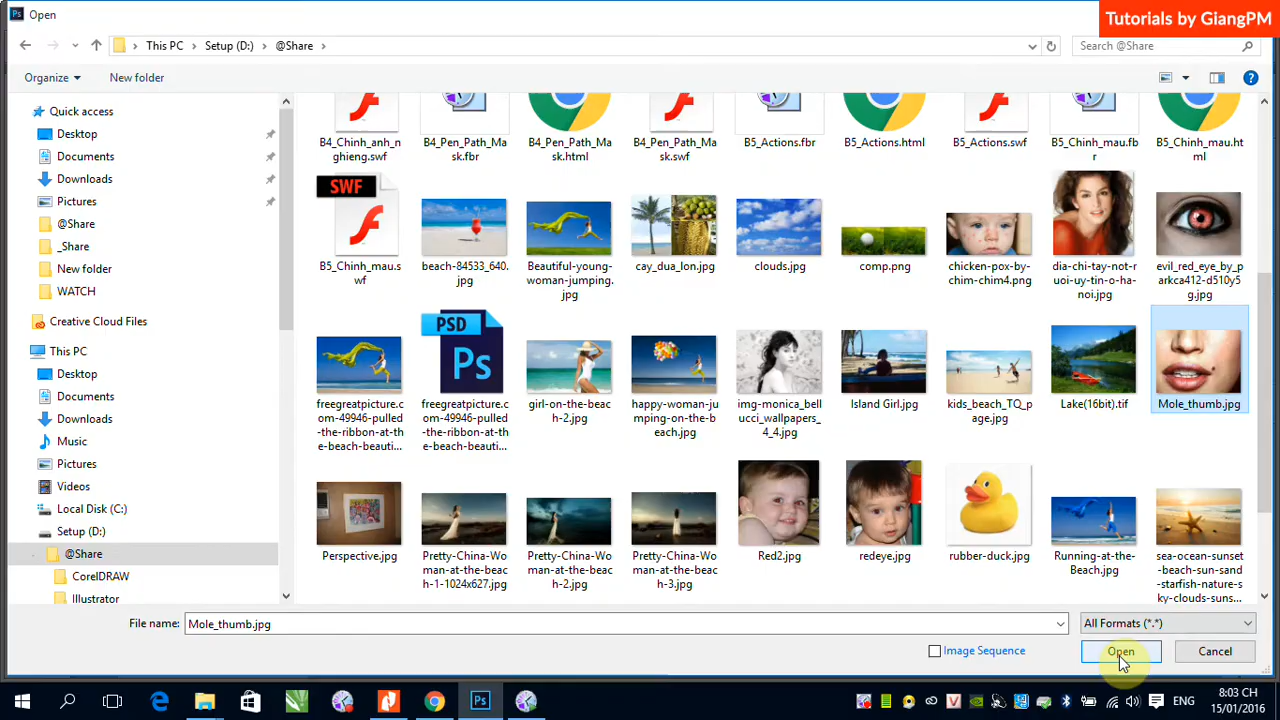 Open
Tutorials by GiangPM
This PC
Setup (D:)
@Share
Search @Share
Organize
New folder
Quick access
Desktop
Documents
Downloads
Pictures
@Share
_Share
New folder
WATCH
Creative Cloud Files
This PC
Desktop
Documents
Downloads
Music
Pictures
Videos
Local Disk (C:)
Setup (D:)
@Share
CorelDRAW
Illustrator
B4_Chinh_anh_n
ghieng.swf
B4_Pen_Path_Ma
sk.fbr
B4_Pen_Path_Ma
sk.html
B4_Pen_Path_Ma
sk.swf
B5_Actions.fbr
B5_Actions.html
B5_Actions.swf
B5_Chinh_mau.fb
r
B5_Chinh_mau.ht
ml
SWF
B5_Chinh_mau.s
wf
beach-84533_640.
jpg
Beautiful-young-
woman-jumping.
jpg
cay_dua_lon.jpg
clouds.jpg
comp.png
chicken-pox-by-
chim-chim4.png
dia-chi-tay-not-r
uoi-uy-tin-o-ha-
noi.jpg
evil_red_eye_by_p
arkca412-d510y5
g.jpg
freegreatpicture.c
om-49946-pulled
-the-ribbon-at-th
e-beach-beauti...
PSD
Ps
freegreatpicture.c
om-49946-pulled
-the-ribbon-at-th
e-beach-beauti...
girl-on-the-beac
h-2.jpg
happy-woman-ju
mping-on-the-b
each.jpg
img-monica_bell
ucci_wallpapers_
4_4.jpg
Island Girl.jpg
kids_beach_TQ_p
age.jpg
Lake(16bit).tif
Mole_thumb.jpg
Perspective.jpg
Pretty-China-Wo
man-at-the-beac
h-1-1024x627.jpg
Pretty-China-Wo
man-at-the-beac
h-2.jpg
Pretty-China-Wo
man-at-the-beac
h-3.jpg
Red2.jpg
redeye.jpg
rubber-duck.jpg
Running-at-the-
Beach.jpg
sea-ocean-sunset
-beach-sun-sand
-starfish-nature-s
ky-clouds-suns...
File name:
Mole_thumb.jpg
All Formats (*.*)
Image Sequence
Open
Cancel
ENG
8:03 CH
15/01/2016